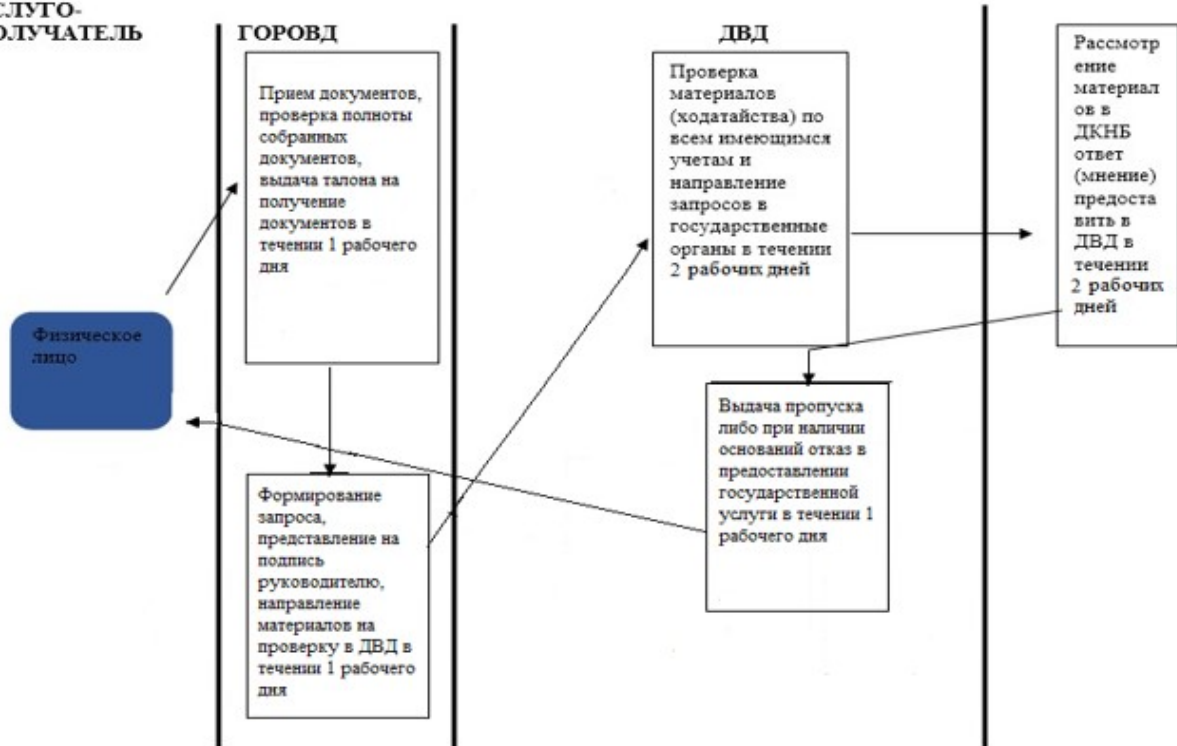 СЛУГО-
ОЛУЧАТЕЛЬ
ГОРОВД
ДВД
Физическое
лицо
Прием документов,
проверка полноты
собранных
документов,
выдача талона на
получение
документов в
течении 1 рабочего
дня
Формирование
запроса,
представление на
подпись
руководителю,
направление
материалов на
проверку в ДВД в
течении 1 рабочего
дня
Проверка
материалов
(ходатайства) по
всем имеющимся
учетам и
направление
запросов в
государственные
органы в течении
2 рабочих дней
Выдача пропуска
либо при наличии
оснований отказ в
предоставлении
государственной
услуги в течении 1
рабочего дня
Рассмотр
ение
материал
ов в
ДКНБ
ответ
(мнение)
предоста
вить в
ДВД в
течении
2 рабочих
дней